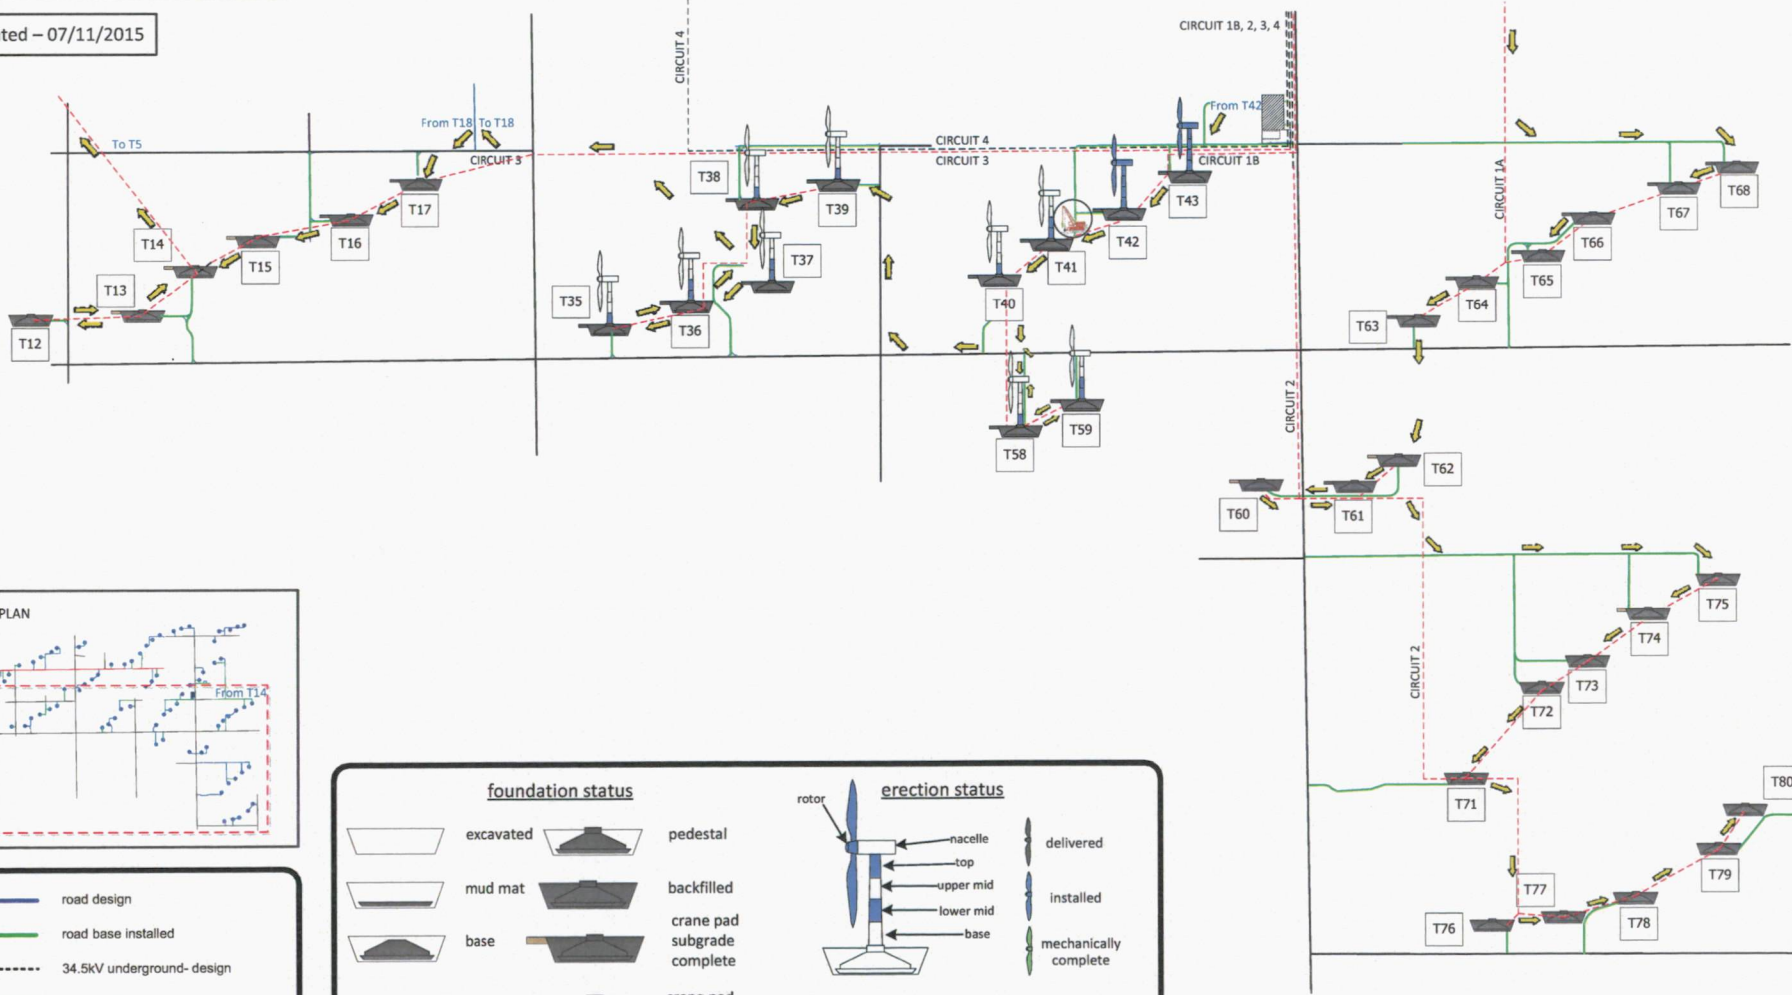 ted – 07/11/2015
CIRCUIT 4
CIRCUIT 1B, 2, 3, 4
From T18
To T18
To T5
CIRCUIT 3
CIRCUIT 4
CIRCUIT 3
From T42
CIRCUIT 1B
CIRCUIT 1A
T38
T39
T43
T68
T67
T17
T16
T14
T15
T42
T66
T41
T65
T37
T13
T35
T36
T40
T64
T63
T12
CIRCUIT 2
T59
T58
T62
T60
T61
T75
T74
T73
T72
CIRCUIT 2
T71
T80
T79
T77
T76
T78
PLAN
From T14
foundation status
excavated
pedestal
mud mat
backfilled
base
crane pad
subgrade
complete
erection status
rotor
nacelle
top
upper mid
lower mid
base
delivered
installed
mechanically
complete
road design
road base installed
34.5kV underground- design